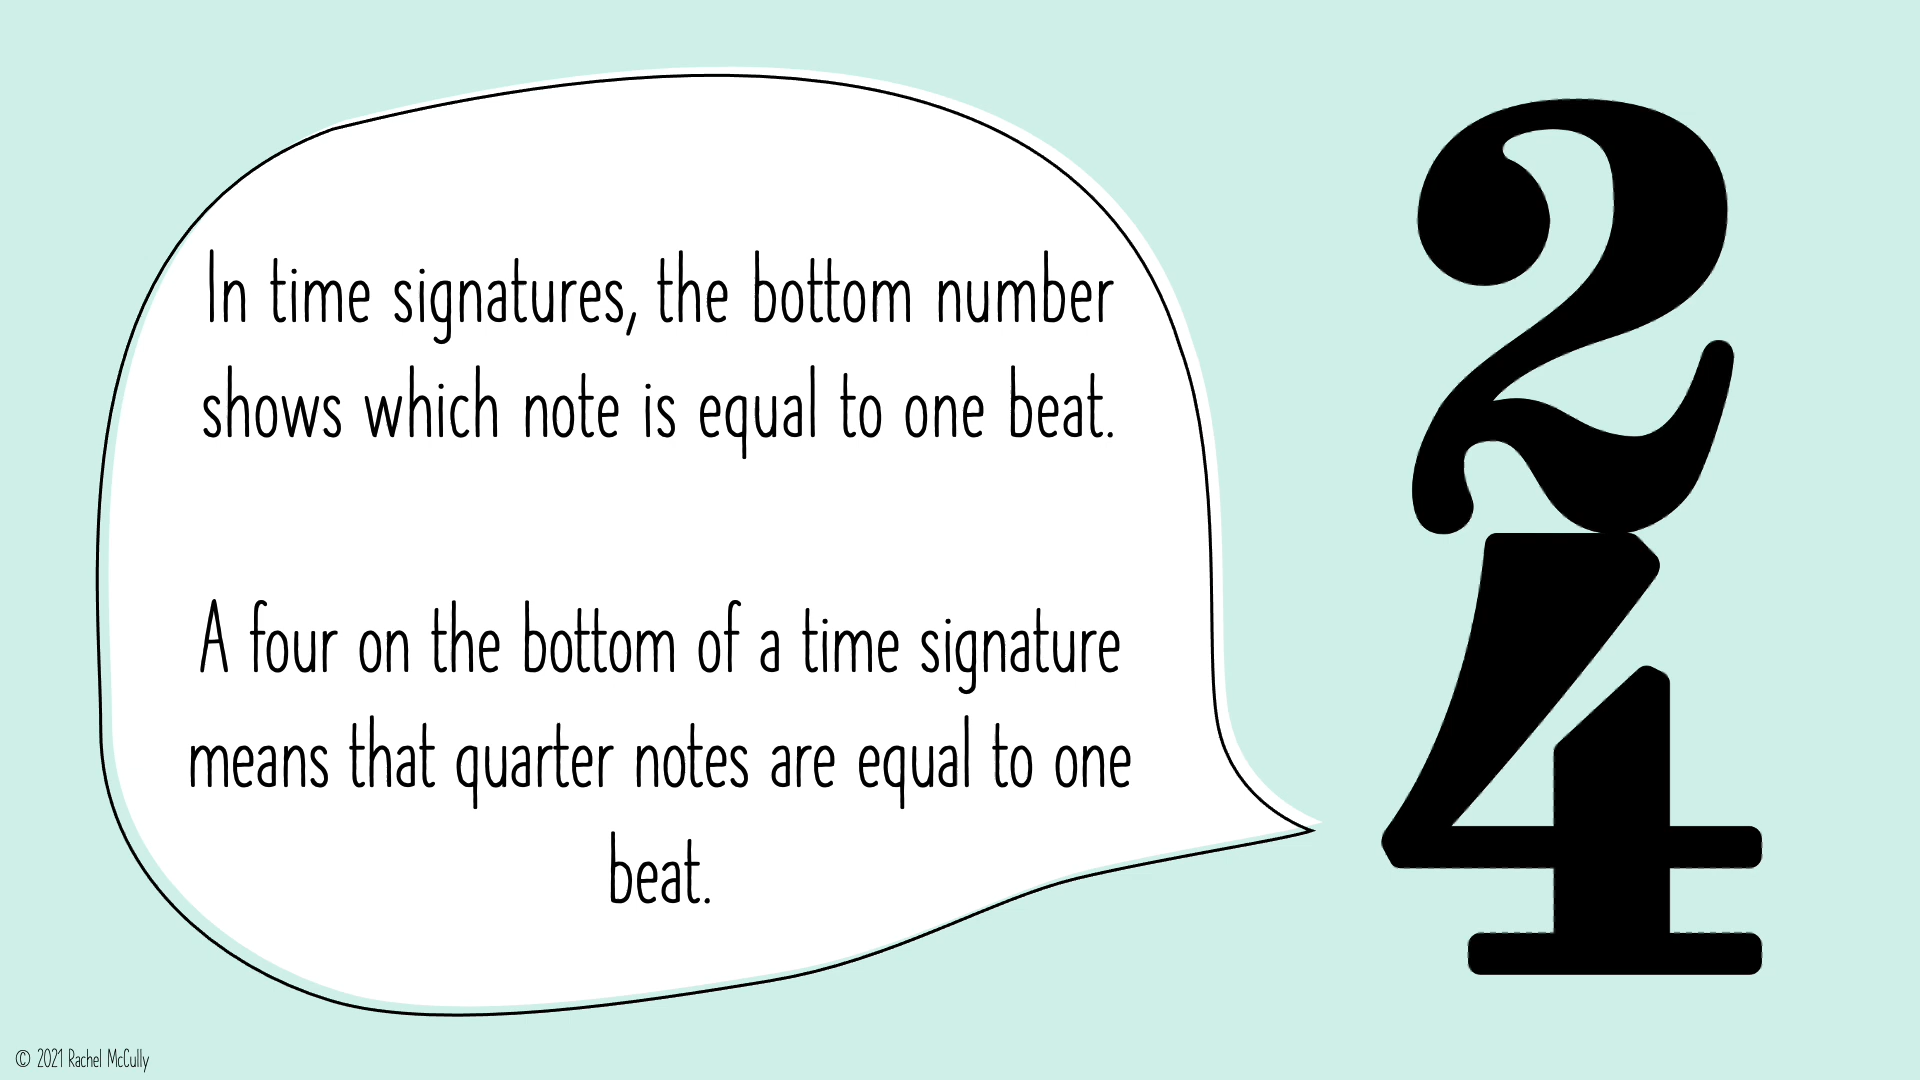 In time signatures, the bottom number
shows which note is equal to one beat.
A four on the bottom of a time signature
means that quarter notes are equal to one
beat.
2
4
© 2021 Rachel McCully